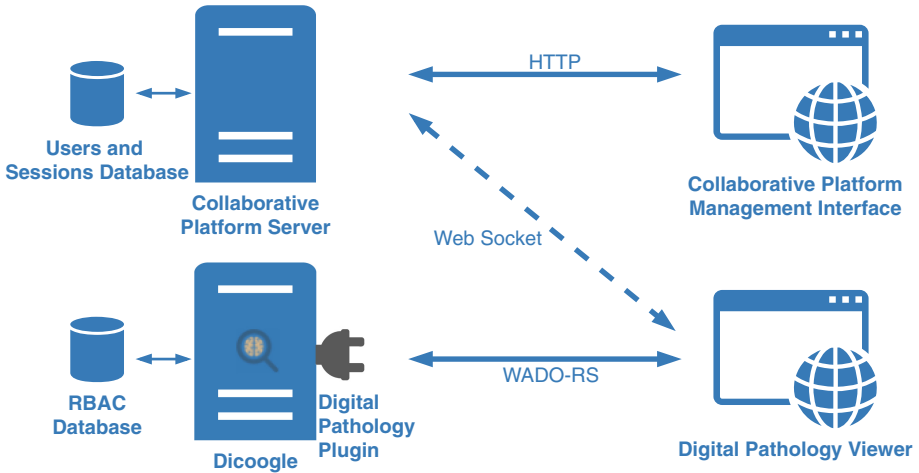 HTTP
Users and
Sessions Database
Collaborative
Platform Server
Collaborative Platform
Management Interface
Web Socket
WADO-RS
RBAC
Database
Digital
Pathology
Plugin
Dicoogle
Digital Pathology Viewer